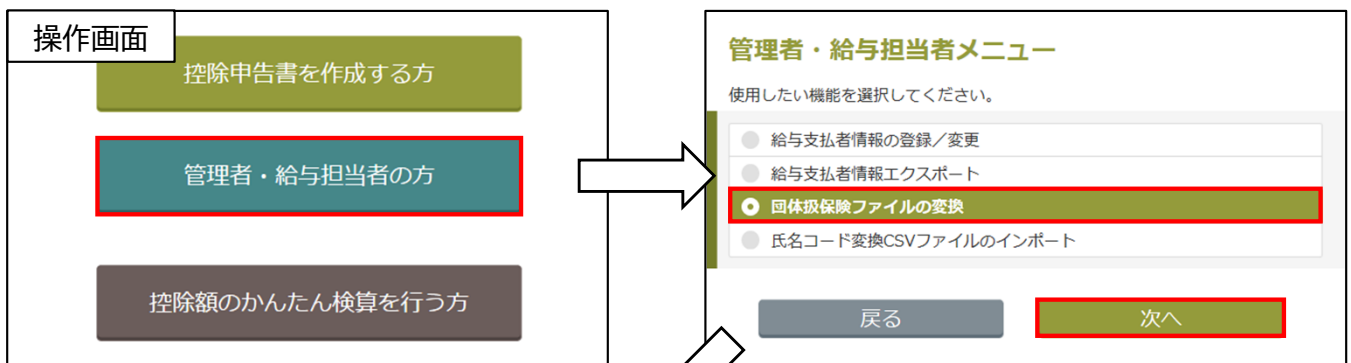 操作画面
控除申告書を作成する方
管理者・給与担当者の方
控除額のかんたん検算を行う方
管理者・給与担当者メニュー
使用したい機能を選択してください。
給与支払者情報の登録／変更
給与支払者情報エクスポート
団体扱保険ファイルの変換
氏名コード変換CSVファイルのインポート
戻る
次へ